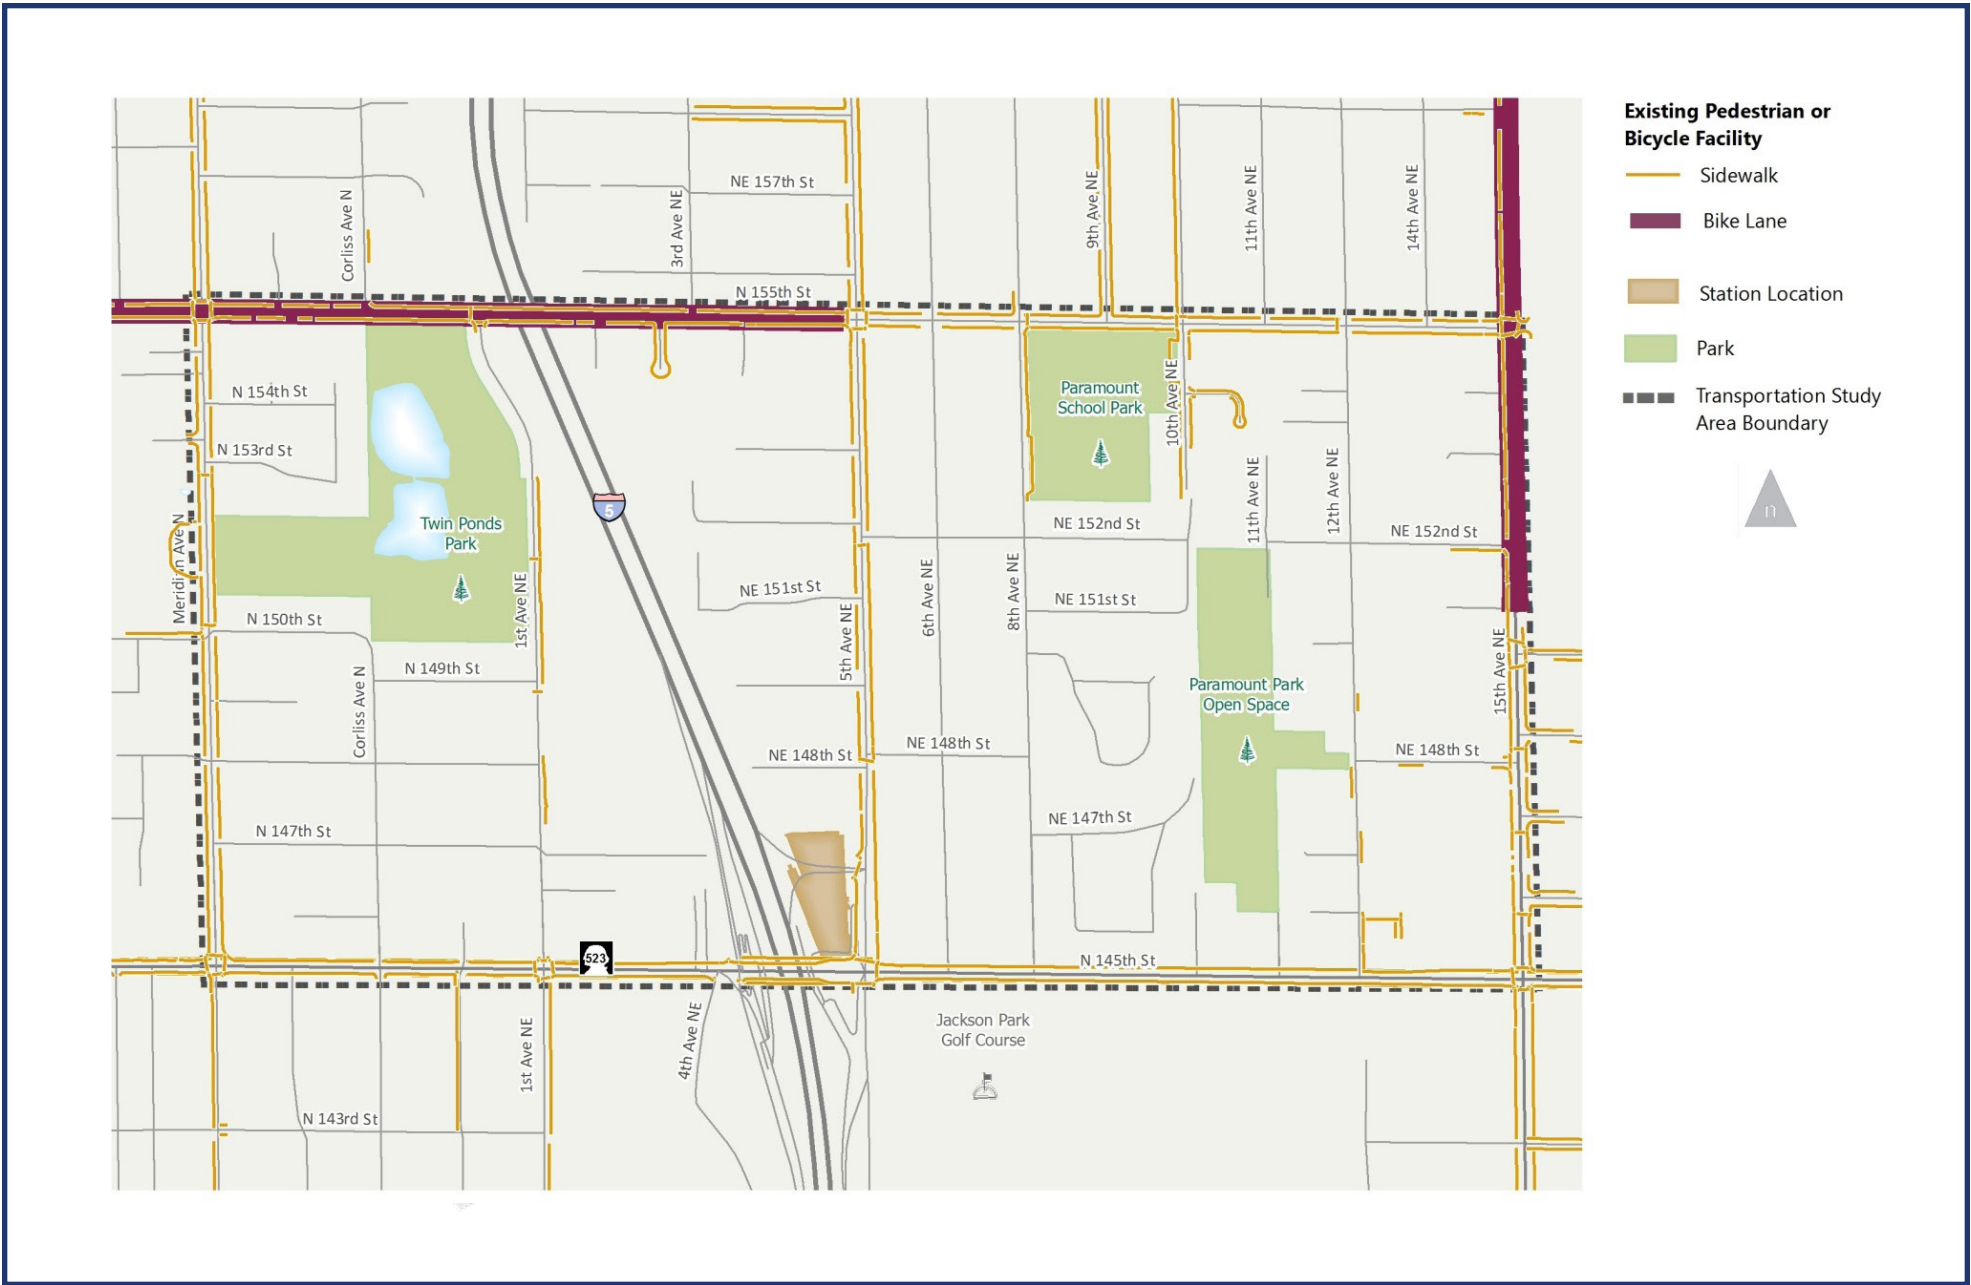 Existing Pedestrian or
Bicycle Facility
Sidewalk
Bike Lane
Station Location
Park
Transportation Study
Area Boundary
n
NE 157th St
Corliss Ave N
3rd Ave NE
9th Ave NE
11th Ave NE
14th Ave NE
N 155th St
N 154th St
N 153rd St
Paramount
School Park
10th Ave NE
11th Ave NE
12th Ave NE
5
Twin Ponds
Park
Meridian Ave N
NE 152nd St
NE 152nd St
1st Ave NE
NE 151st St
5th Ave NE
6th Ave NE
8th Ave NE
NE 151st St
N 150th St
N 149th St
Corliss Ave N
15th Ave NE
Paramount Park
Open Space
NE 148th St
NE 148th St
NE 148th St
N 147th St
NE 147th St
523
N 145th St
1st Ave NE
4th Ave NE
Jackson Park
Golf Course
N 143rd St